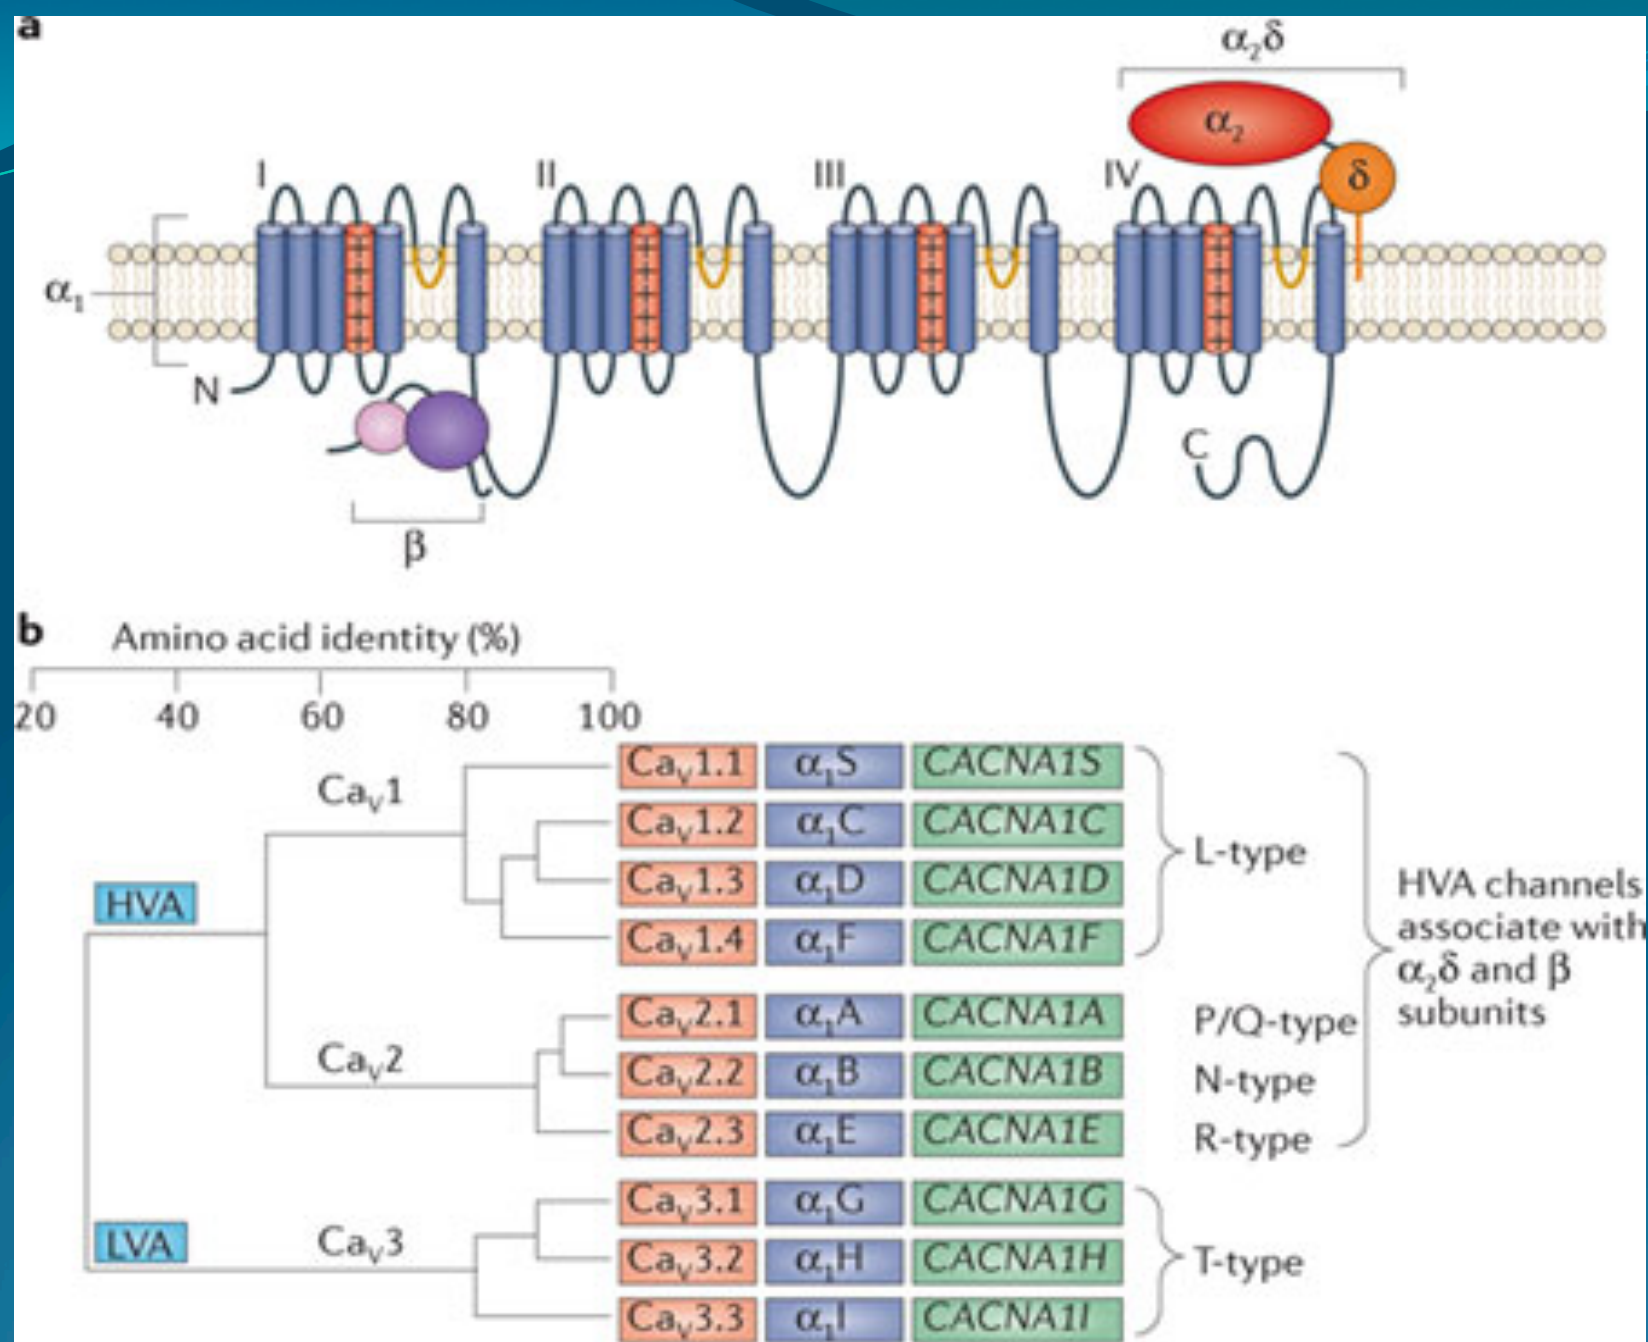 a
α₂δ
α₂
δ
I II III IV
+ + + +
+ + + +
+ + + +
+ + + +
+ + + +
α₁
N
C
β
b
Amino acid identity (%)
20 40 60 80 100
Caᵥ1
Caᵥ1.1 α₁S CACNA1S
Caᵥ1.2 α₁C CACNA1C
L-type
Caᵥ1.3 α₁D CACNA1D
HVA
Caᵥ1.4 α₁F CACNA1F
HVA channels
associate with
α₂δ and β
subunits
Caᵥ2
Caᵥ2.1 α₁A CACNA1A P/Q-type
Caᵥ2.2 α₁B CACNA1B N-type
Caᵥ2.3 α₁E CACNA1E R-type
LVA
Caᵥ3
Caᵥ3.1 α₁G CACNA1G
Caᵥ3.2 α₁H CACNA1H T-type
Caᵥ3.3 α₁I CACNA1I